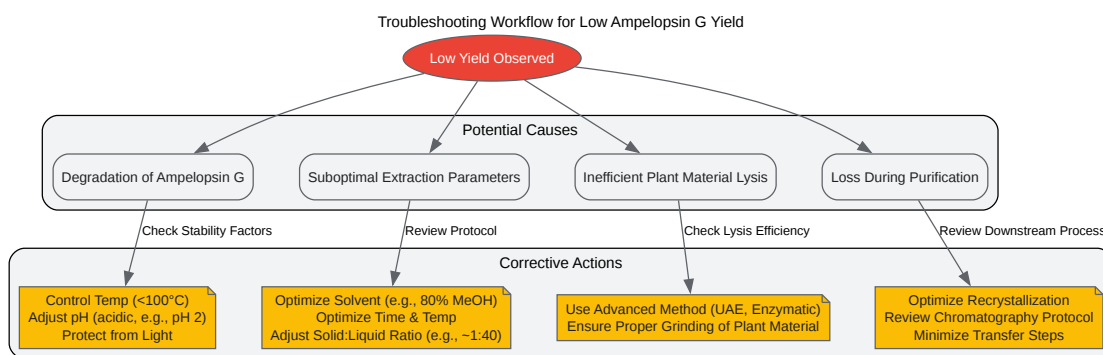 Troubleshooting Workflow for Low Ampelopsin G Yield
Low Yield Observed
Potential Causes
Degradation of Ampelopsin G
Suboptimal Extraction Parameters
Inefficient Plant Material Lysis
Loss During Purification
Check Stability Factors
Review Protocol
Check Lysis Efficiency
Review Downstream Process
Corrective Actions
Control Temp (<100°C)
Adjust pH (acidic, e.g., pH 2)
Protect from Light
Optimize Solvent (e.g., 80% MeOH)
Optimize Time & Temp
Adjust Solid:Liquid Ratio (e.g., ~1:40)
Use Advanced Method (UAE, Enzymatic)
Ensure Proper Grinding of Plant Material
Optimize Recrystallization
Review Chromatography Protocol
Minimize Transfer Steps